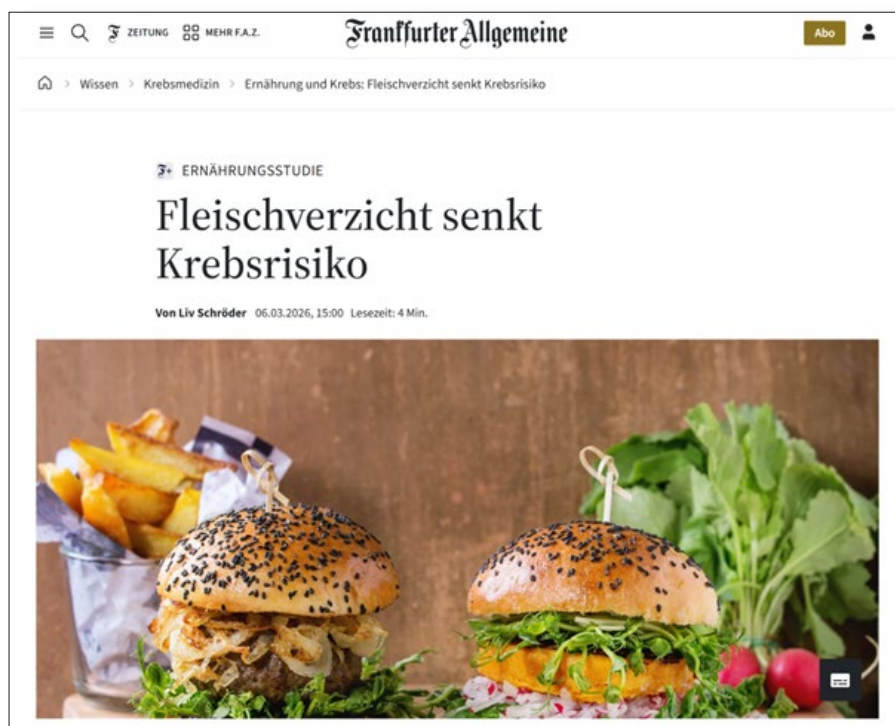 ZEITUNG MEHR F.A.Z. Frankfurter Allgemeine Abo
Wissen > Krebsmedizin > Ernährung und Krebs: Fleischverzicht senkt Krebsrisiko
F+ ERNÄHRUNGSSTUDIE
Fleischverzicht senkt
Krebsrisiko
Von Liv Schröder 06.03.2026, 15:00 Lesezeit: 4 Min.